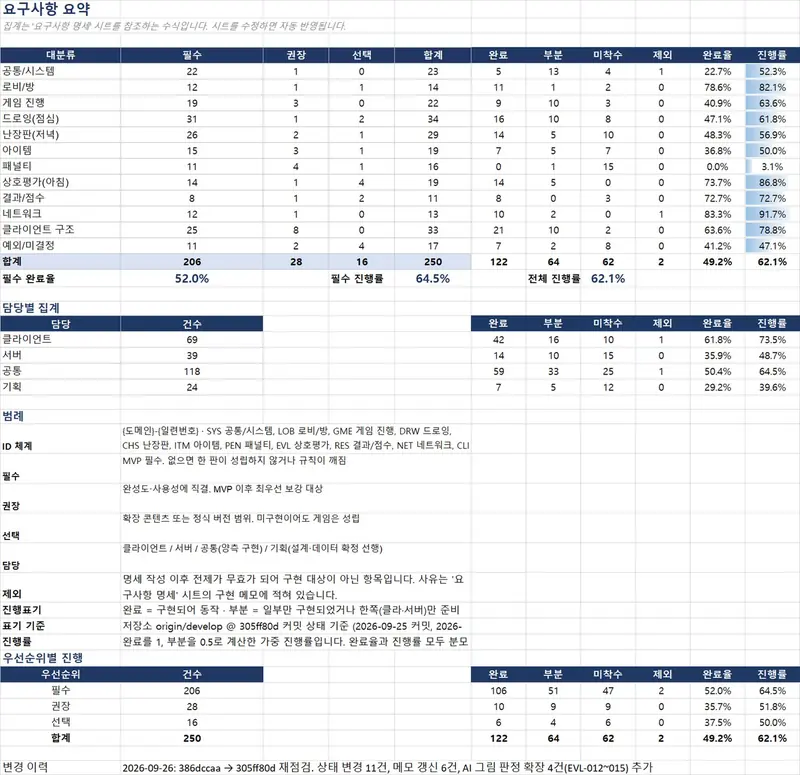 요구사항 요약
집계는 '요구사항 명세' 시트를 참조하는 수식입니다. 시트를 수정하면 자동 반영됩니다.
대분류 필수 권장 선택 합계 완료 부분 미착수 제외 완료율 진행률
공통/시스템 22 1 0 23 5 13 4 1 22.7% 52.3%
로비/방 12 1 1 14 11 1 2 0 78.6% 82.1%
게임 진행 19 3 0 22 9 10 3 0 40.9% 63.6%
드로잉(점심) 31 1 2 34 16 10 8 0 47.1% 61.8%
난장판(저녁) 26 2 1 29 14 5 10 0 48.3% 56.9%
아이템 15 3 1 19 7 5 7 0 36.8% 50.0%
패널티 11 4 1 16 0 1 15 0 0.0% 3.1%
상호평가(아침) 14 1 4 19 14 5 0 0 73.7% 86.8%
결과/점수 8 1 2 11 8 0 3 0 72.7% 72.7%
네트워크 12 1 0 13 10 2 0 1 83.3% 91.7%
클라이언트 구조 25 8 0 33 21 10 2 0 63.6% 78.8%
예외/미결정 11 2 4 17 7 2 8 0 41.2% 47.1%
합계 206 28 16 250 122 64 62 2 49.2% 62.1%
필수 완료율 52.0% 필수 진행률 64.5% 전체 진행률 62.1%
담당별 집계
담당 건수 완료 부분 미착수 제외 완료율 진행률
클라이언트 69 42 16 10 1 61.8% 73.5%
서버 39 14 10 15 0 35.9% 48.7%
공통 118 59 33 25 1 50.4% 64.5%
기획 24 7 5 12 0 29.2% 39.6%
범례
ID 체계 {도메인}-{일련번호} · SYS 공통/시스템, LOB 로비/방, GME 게임 진행, DRW 드로잉,
CHS 난장판, ITM 아이템, PEN 패널티, EVL 상호평가, RES 결과/점수, NET 네트워크, CLI
필수 MVP 필수. 없으면 한 판이 성립하지 않거나 규칙이 깨짐
권장 완성도·사용성에 직결. MVP 이후 최우선 보강 대상
선택 확장 콘텐츠 또는 정식 버전 범위. 미구현이어도 게임은 성립
담당 클라이언트 / 서버 / 공통(양측 구현) / 기획(설계·데이터 확정 선행)
제외 명세 작성 이후 전제가 무효가 되어 구현 대상이 아닌 항목입니다. 사유는 '요
구사항 명세' 시트의 구현 메모에 적혀 있습니다.
진행표기 완료 = 구현되어 동작 · 부분 = 일부만 구현되었거나 한쪽(클라·서버)만 준비
표기 기준 저장소 origin/develop @ 305ff80d 커밋 상태 기준 (2026-09-25 커밋, 2026-
진행률 완료를 1, 부분을 0.5로 계산한 가중 진행률입니다. 완료율과 진행률 모두 분모
우선순위별 진행
우선순위 건수 완료 부분 미착수 제외 완료율 진행률
필수 206 106 51 47 2 52.0% 64.5%
권장 28 10 9 9 0 35.7% 51.8%
선택 16 6 4 6 0 37.5% 50.0%
합계 250 122 64 62 2 49.2% 62.1%
변경 이력 2026-09-26: 386dccaa → 305ff80d 재점검. 상태 변경 11건, 메모 갱신 6건, AI 그림 판정 확장 4건(EVL-012~015) 추가